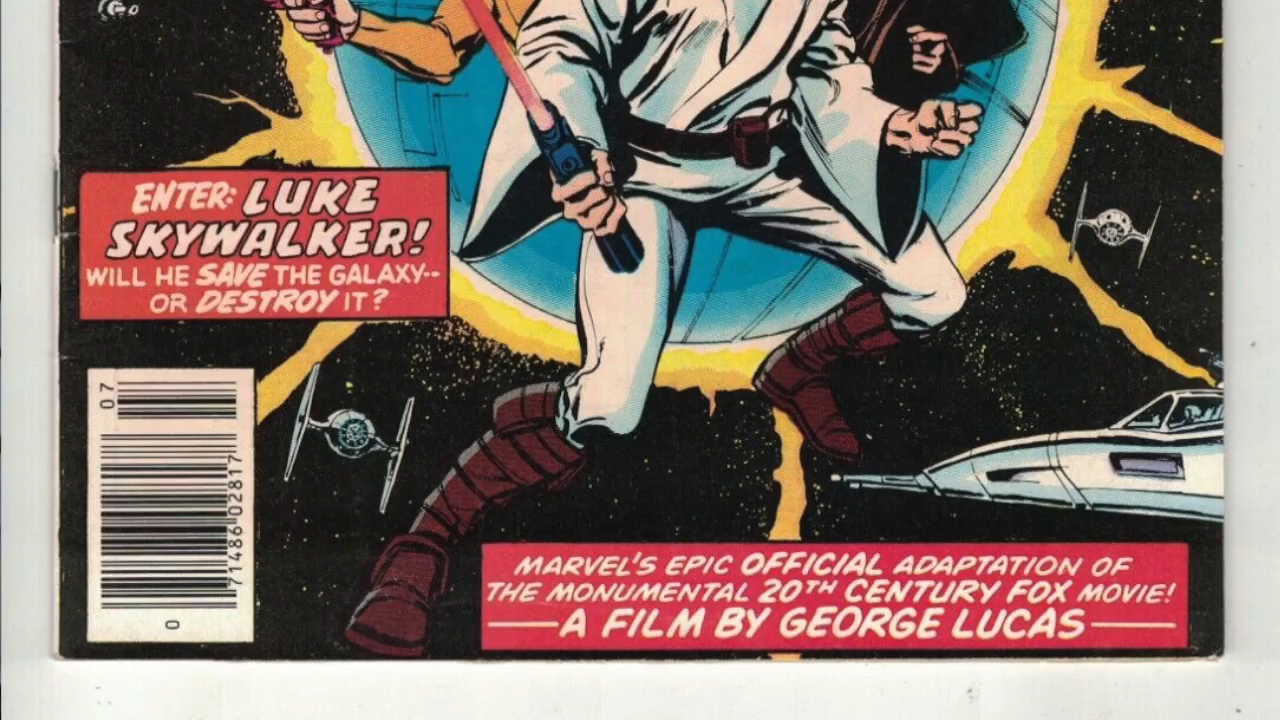 ENTER: LUKE
SKYWALKER!
WILL HE SAVE THE GALAXY--
OR DESTROY IT?
07
71486 02817
0
MARVEL'S EPIC OFFICIAL ADAPTATION OF
THE MONUMENTAL 20TH CENTURY FOX MOVIE!
A FILM BY GEORGE LUCAS